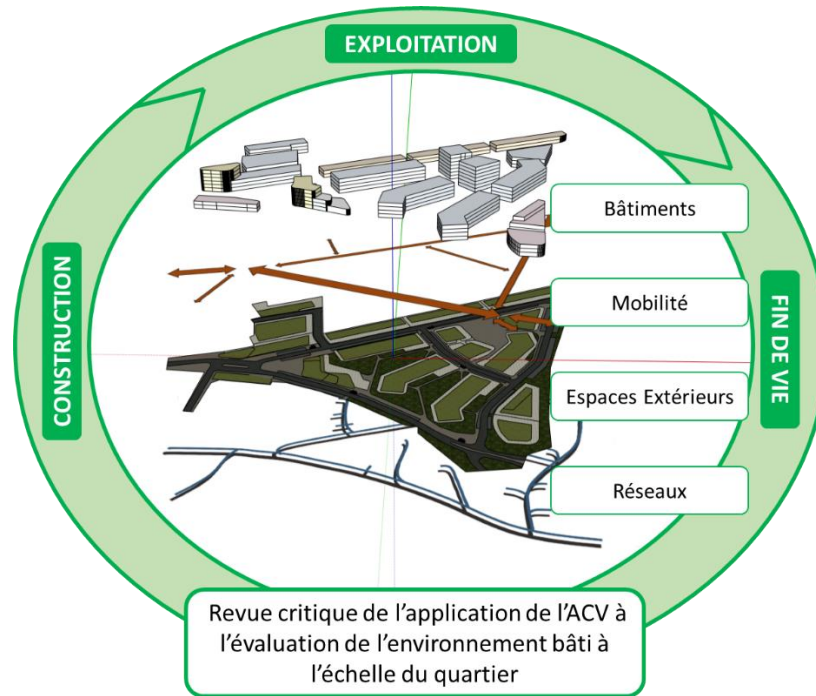 EXPLOITATION
CONSTRUCTION
FIN DE VIE
Bâtiments
Mobilité
Espaces Extérieurs
Réseaux
Revue critique de l’application de l’ACV à
l’évaluation de l’environnement bâti à
l’échelle du quartier